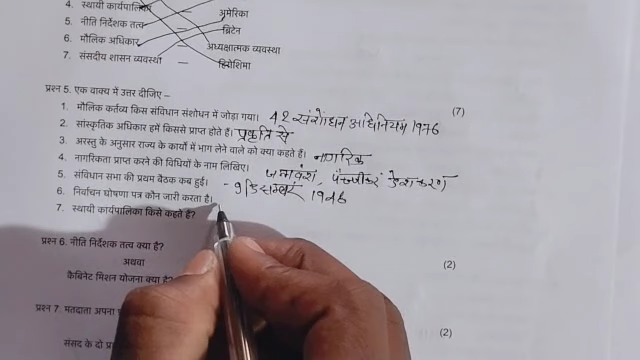 4. स्थायी कार्यपालिका
अमेरिका
5. नीति निर्देशक तत्व
ब्रिटेन
6. मौलिक अधिकार
अध्यक्षात्मक व्यवस्था
7. संसदीय शासन व्यवस्था —
हिरोशिमा
प्रश्न 5. एक वाक्य में उत्तर दीजिए –
(7)
1. मौलिक कर्तव्य किस संविधान संशोधन में जोड़ा गया। 42 संशोधन अधिनियम 1976
2. सांस्कृतिक अधिकार हमें किससे प्राप्त होते हैं। प्रकृति से
3. अरस्तु के अनुसार राज्य के कार्यों में भाग लेने वाले को क्या कहते हैं। नागरिक
4. नागरिकता प्राप्त करने की विधियों के नाम लिखिए। जन्म वंश,
5. संविधान सभा की प्रथम बैठक कब हुई। - 9 दिसम्बर 1946
6. निर्वाचन घोषणा पत्र कौन जारी करता है।
7. स्थायी कार्यपालिका किसे कहते हैं?
प्रश्न 6. नीति निर्देशक तत्व क्या है?
(2)
अथवा
कैबिनेट मिशन योजना क्या है
प्रश्न 7. मतदाता अपना
(2)
संसद के दो